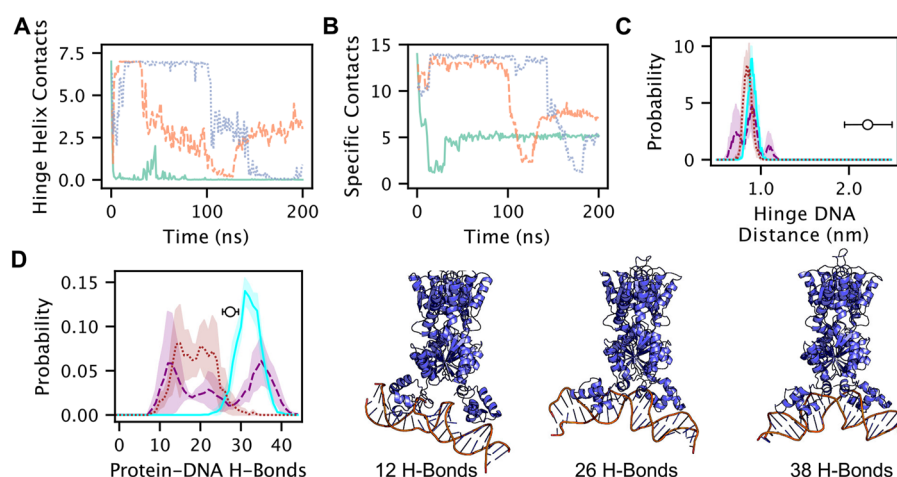 A
Hinge Helix Contacts
7.5
5.0
2.5
0.0
0
100
200
Time (ns)
B
Specific Contacts
15
10
5
0
0
100
200
Time (ns)
C
Probability
10
5
0
1.0
2.0
Hinge DNA
Distance (nm)
D
Probability
0.15
0.10
0.05
0.00
0
10
20
30
40
Protein-DNA H-Bonds
12 H-Bonds
26 H-Bonds
38 H-Bonds